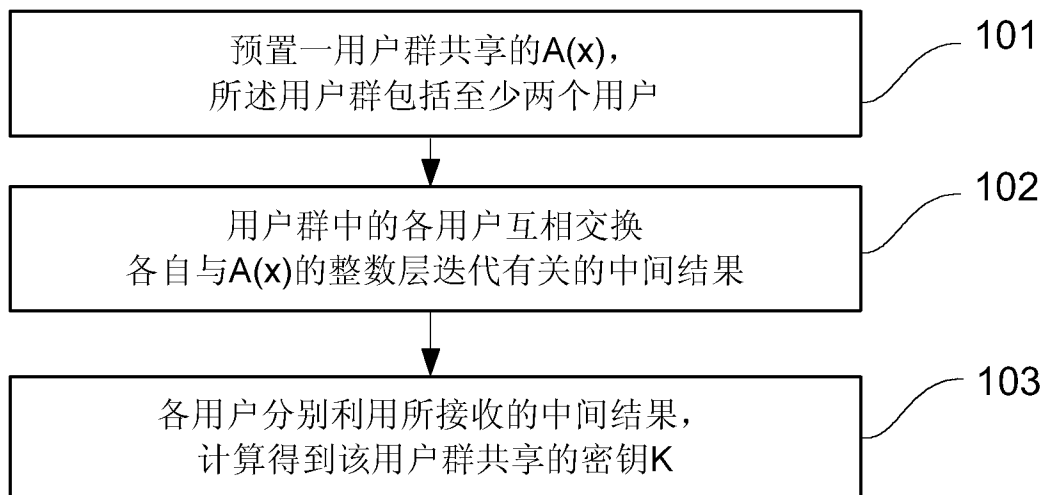 预置一用户群共享的A(x),
所述用户群包括至少两个用户
101
用户群中的各用户互相交换
各自与A(x)的整数层迭代有关的中间结果
102
各用户分别利用所接收的中间结果,
计算得到该用户群共享的密钥K
103